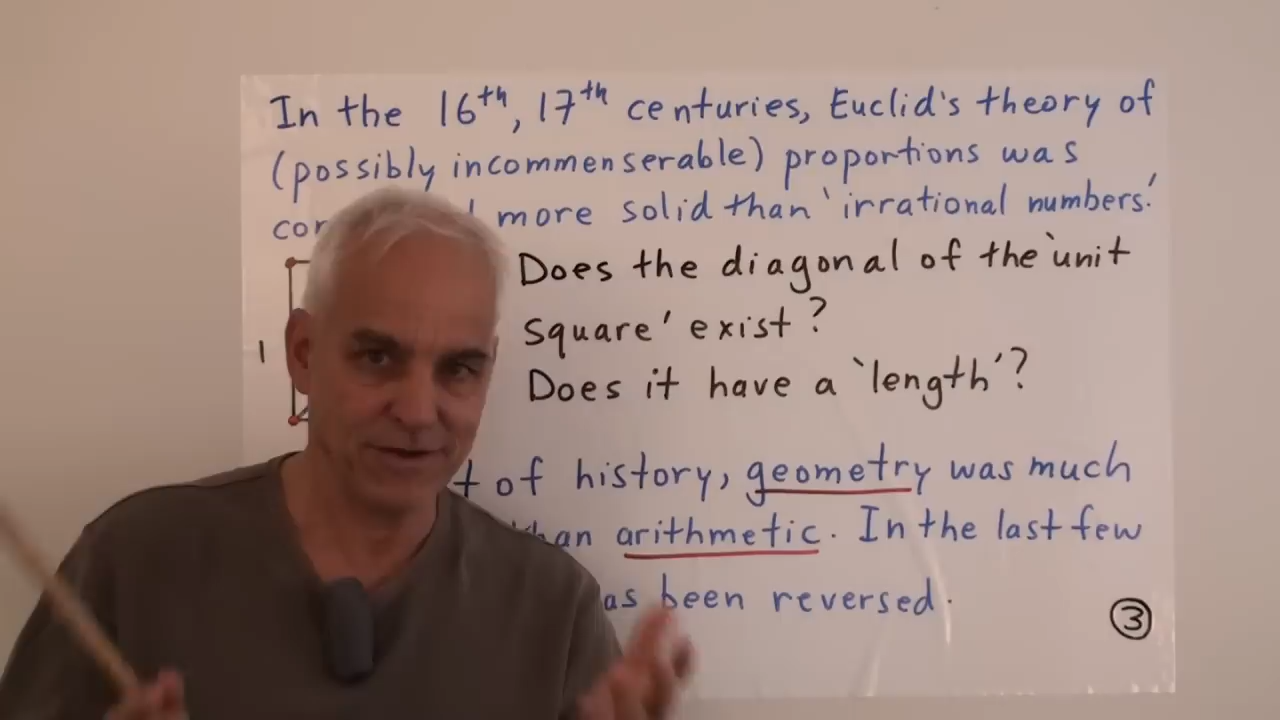 In the 16th, 17th centuries, Euclid's theory of
(possibly incommenserable) proportions was
more solid than 'irrational numbers.'
Does the diagonal of the 'unit
square' exist?
1
Does it have a 'length'?
of history, geometry was much
arithmetic. In the last few
been reversed.
3